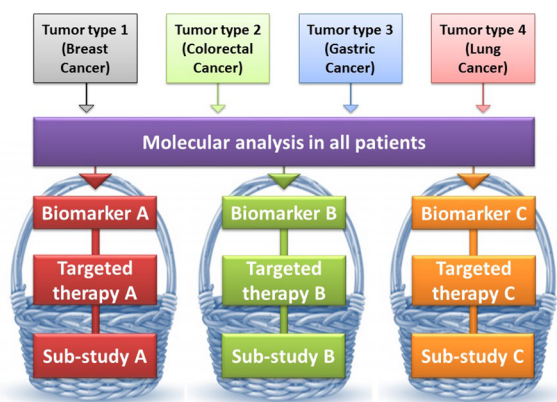 Tumor type 1
(Breast
Cancer)
Tumor type 2
(Colorectal
Cancer)
Tumor type 3
(Gastric
Cancer)
Tumor type 4
(Lung
Cancer)
Molecular analysis in all patients
Biomarker A
Biomarker B
Biomarker C
Targeted
therapy A
Targeted
therapy B
Targeted
therapy C
Sub-study A
Sub-study B
Sub-study C